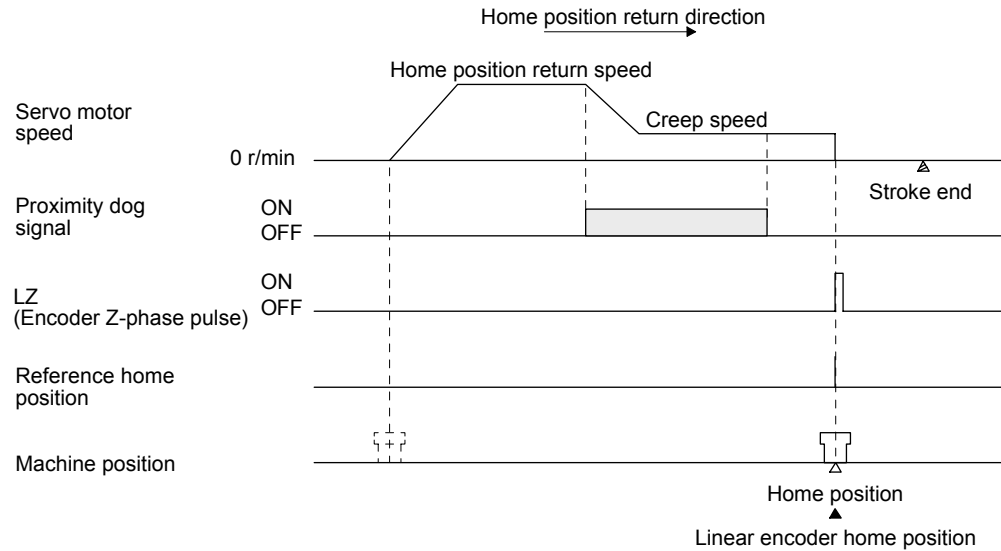 Home position return direction
Home position return speed
Servo motor
speed
Creep speed
0 r/min
Stroke end
Proximity dog
signal
ON
OFF
LZ
(Encoder Z-phase pulse)
ON
OFF
Reference home
position
Machine position
Home position
Linear encoder home position